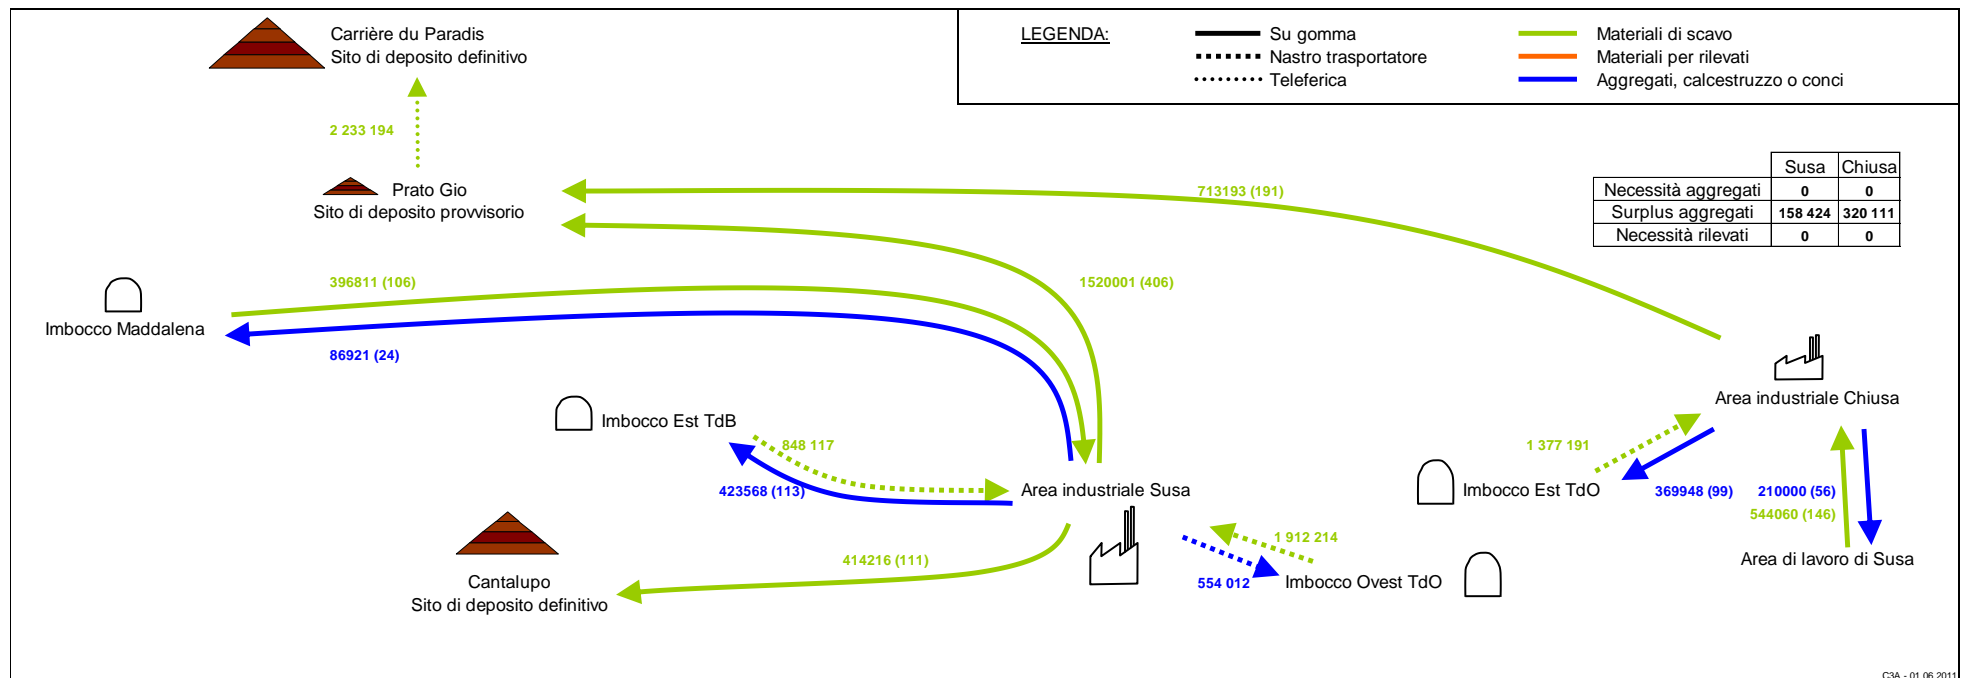 Carrière du Paradis
Sito di deposito definitivo
LEGENDA:
Su gomma
Nastro trasportatore
Teleferica
Materiali di scavo
Materiali per rilevati
Aggregati, calcestruzzo o conci
2 233 194
Prato Gio
Sito di deposito provvisorio
713193 (191)
Susa Chiusa
Necessità aggregati 0 0
Surplus aggregati 158 424 320 111
Necessità rilevati 0 0
396811 (106)
1520001 (406)
Imbocco Maddalena
86921 (24)
Imbocco Est TdB
848 117
423568 (113)
Area industriale Susa
Area industriale Chiusa
1 377 191
Imbocco Est TdO
369948 (99)
210000 (56)
544060 (146)
Area di lavoro di Susa
414216 (111)
1 912 214
554 012
Imbocco Ovest TdO
Cantalupo
Sito di deposito definitivo
C3A - 01.06.2011